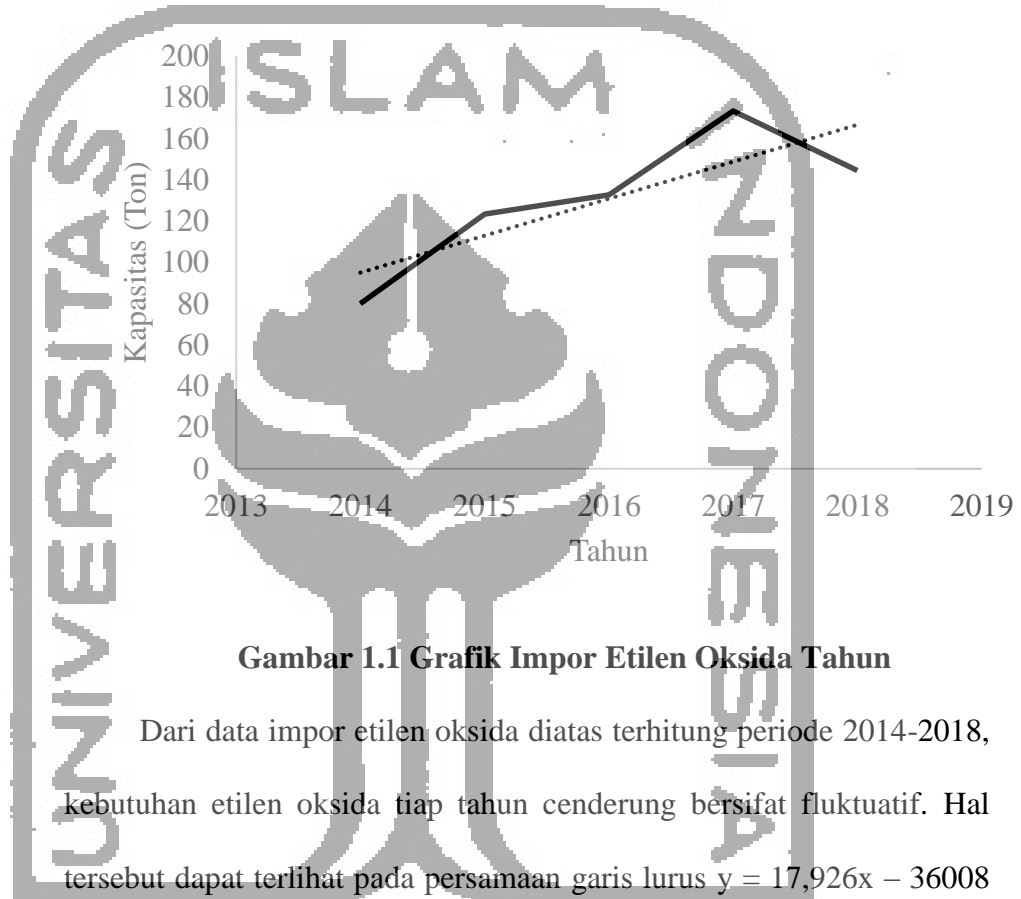 UNIVERSITAS
ISLAM
INDONESIA
200
180
160
140
120
100
80
60
40
20
0
Kapasitas (Ton)
2013 2014 2015 2016 2017 2018 2019
Tahun
Gambar 1.1 Grafik Impor Etilen Oksida Tahun
Dari data impor etilen oksida diatas terhitung periode 2014-2018,
kebutuhan etilen oksida tiap tahun cenderung bersifat fluktuatif. Hal
tersebut dapat terlihat pada persamaan garis lurus y = 17,926x – 36008